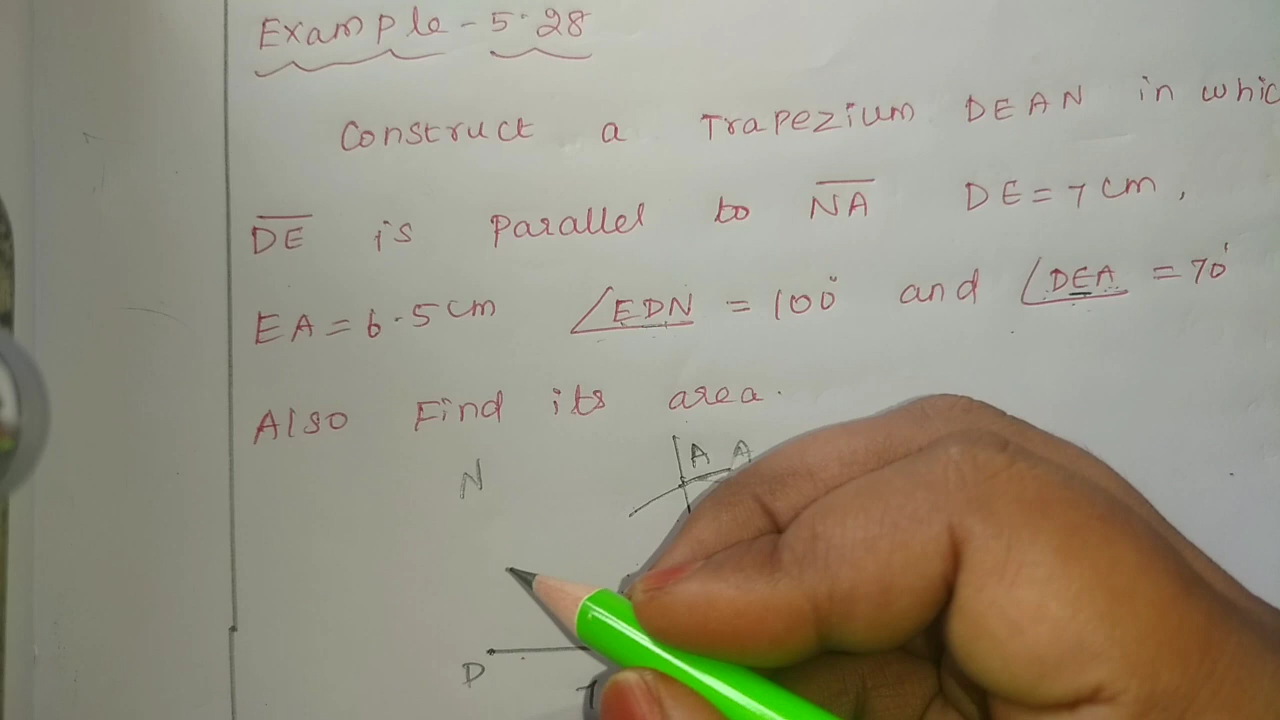 Example - 5.28
Construct a Trapezium DEAN in whic
DE is parallel to NA DE = 7 cm,
EA = 6.5 cm ∠EDN = 100° and ∠DEA = 70°
Also Find its area.
N A A
D
7